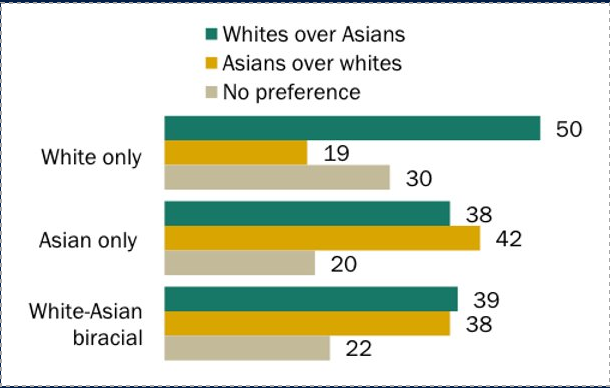 Whites over Asians
Asians over whites
No preference
White only
50
19
30
Asian only
38
42
20
White-Asian
biracial
39
38
22